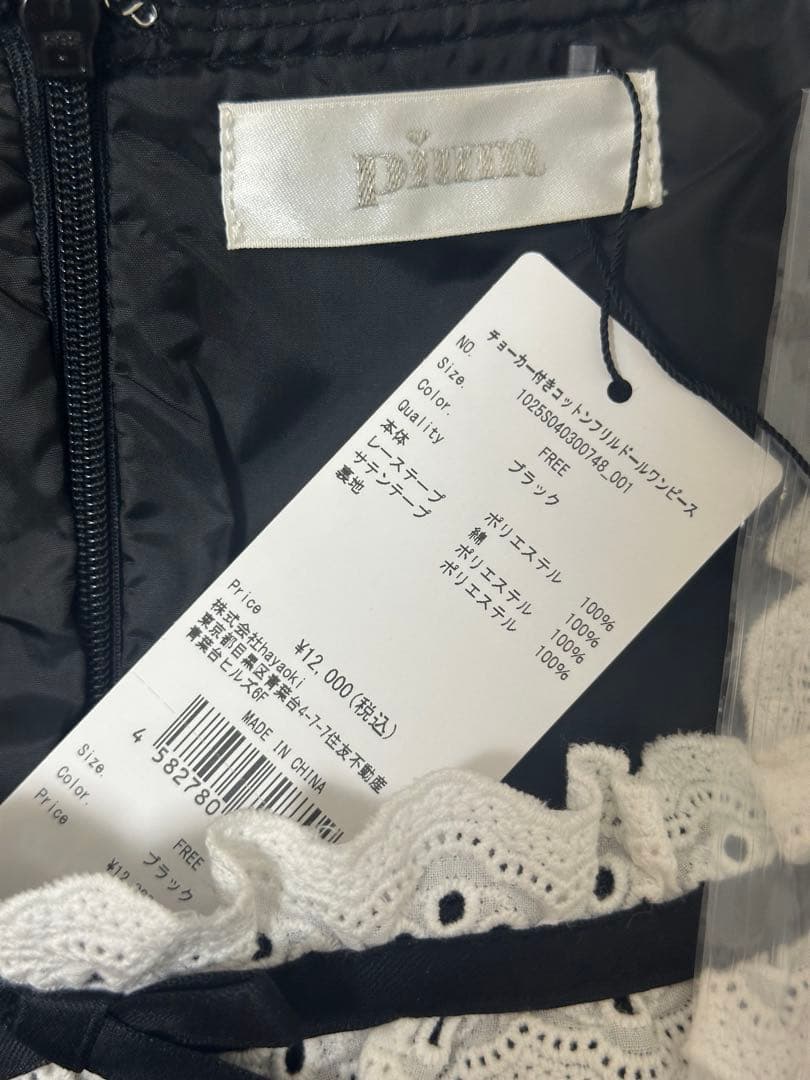 pium
チョーカー付きコットンフリルドールワンピース
NO. 1025S040300748_001
Size. FREE
Color. ブラック
Quality
本体 ポリエステル 100%
レーステープ 綿 100%
サテンテープ ポリエステル 100%
裏地 ポリエステル 100%
Price ¥12,000(税込)
株式会社hayaoki
東京都目黒区青葉台4-7-7住友不動産
青葉台ヒルズ6F
MADE IN CHINA
4 582780
Size. FREE
Color. ブラック
Price